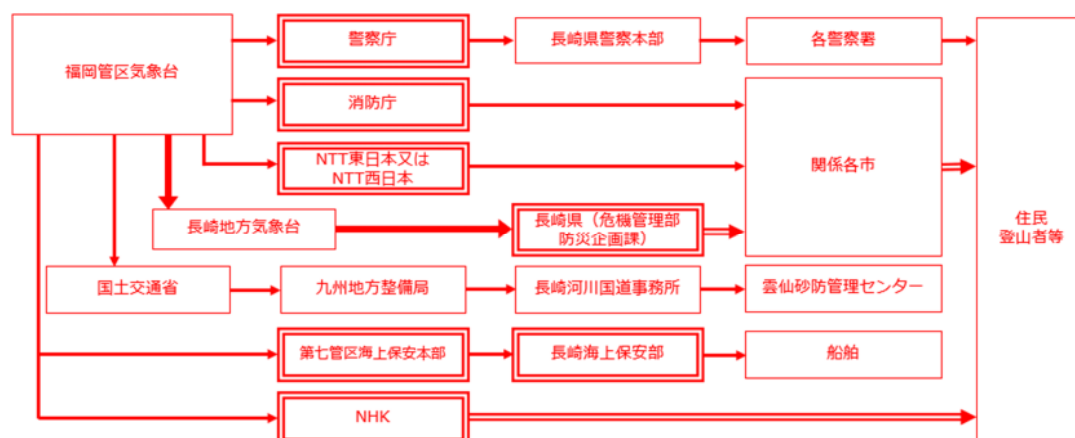 警察庁
長崎県警察本部
各警察署
福岡管区気象台
消防庁
NTT東日本又は
NTT西日本
関係各市
長崎地方気象台
長崎県（危機管理部
防災企画課）
住民
登山者等
国土交通省
九州地方整備局
長崎河川国道事務所
雲仙砂防管理センター
第七管区海上保安本部
長崎海上保安部
船舶
NHK